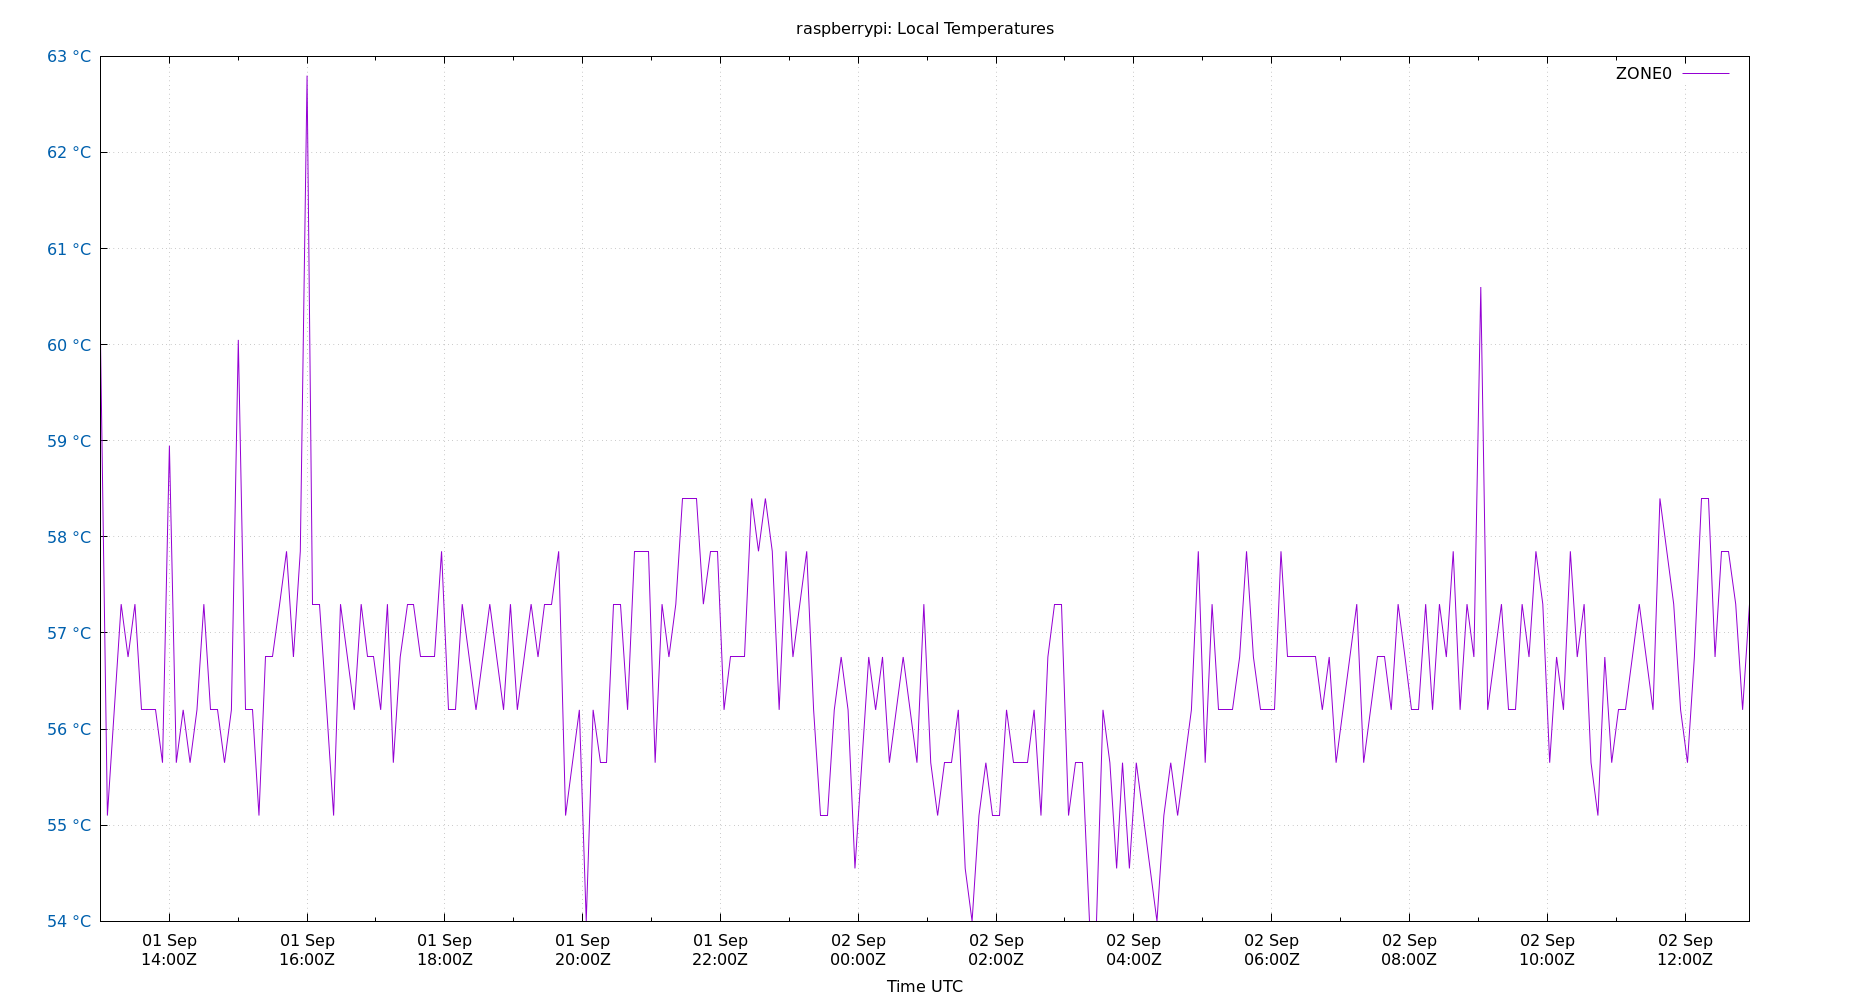 raspberrypi: Local Temperatures
63 °C
ZONE0
62 °C
61 °C
60 °C
59 °C
58 °C
57 °C
56 °C
55 °C
54 °C
01 Sep 01 Sep 01 Sep 01 Sep 01 Sep 02 Sep 02 Sep 02 Sep 02 Sep 02 Sep 02 Sep 02 Sep
14:00Z 16:00Z 18:00Z 20:00Z 22:00Z 00:00Z 02:00Z 04:00Z 06:00Z 08:00Z 10:00Z 12:00Z
Time UTC